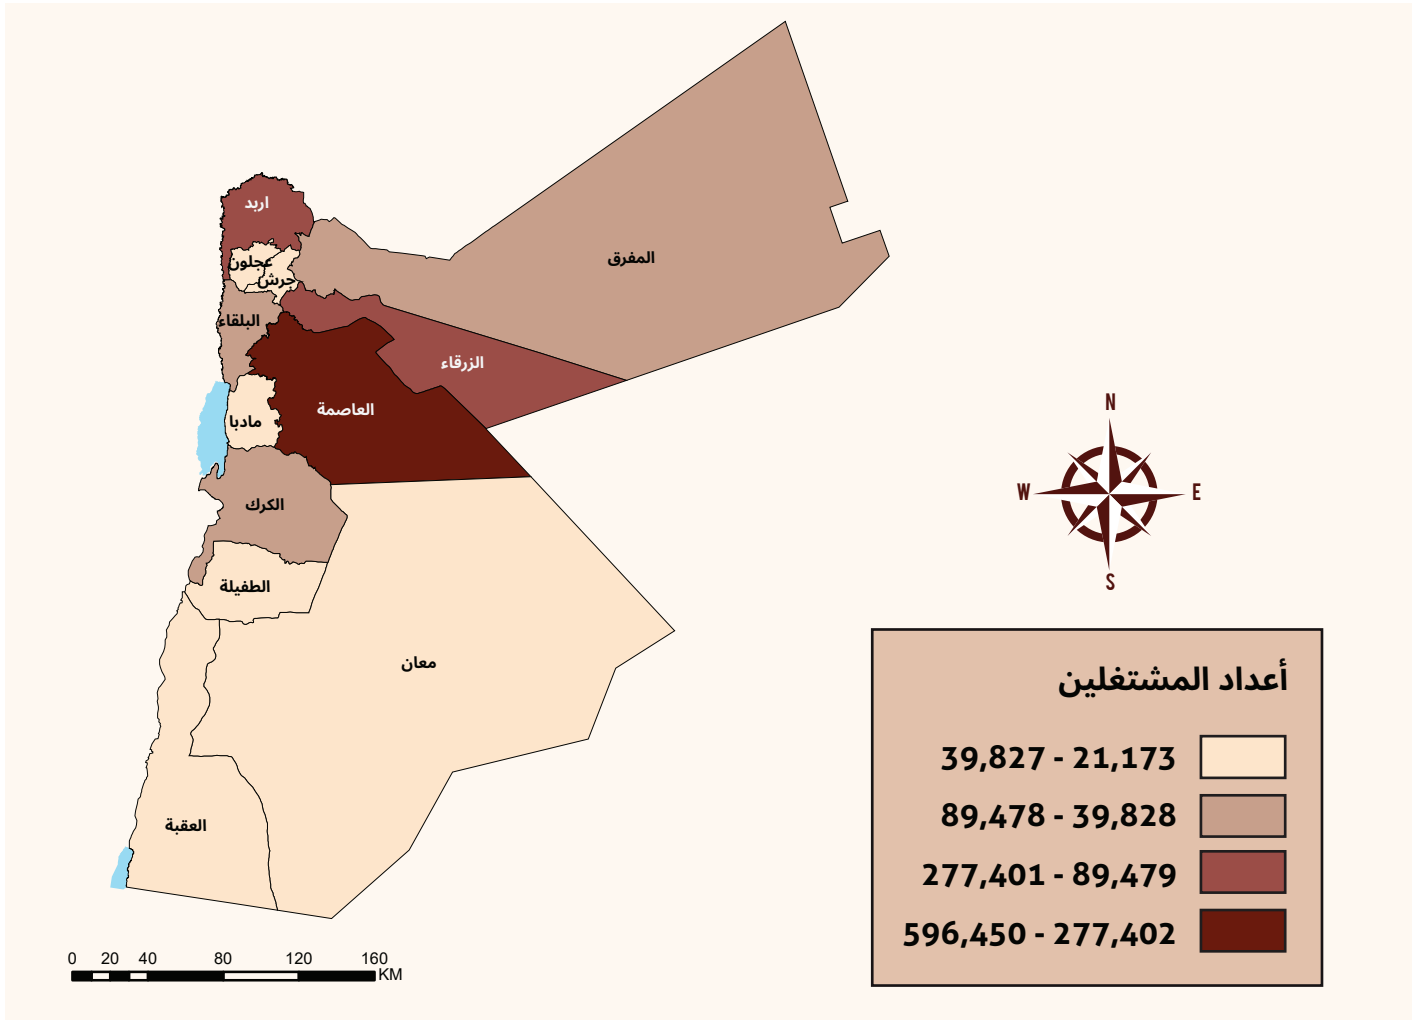 اربد
عجلون
جرش
المفرق
البلقاء
الزرقاء
العاصمة
مادبا
الكرك
الطفيلة
معان
العقبة
N
W
E
S
أعداد المشتغلين
39,827 - 21,173
89,478 - 39,828
277,401 - 89,479
596,450 - 277,402
0 20 40 80 120 160
KM